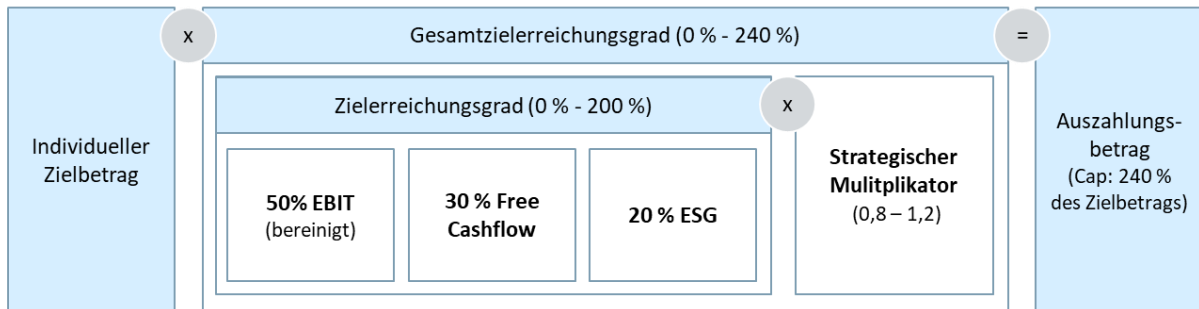 Individueller
Zielbetrag
x
Gesamtzielerreichungsgrad (0 % - 240 %)
Zielerreichungsgrad (0 % - 200 %)
50% EBIT
(bereinigt)
30 % Free
Cashflow
20 % ESG
x
Strategischer
Mulitplikator
(0,8 – 1,2)
=
Auszahlungs-
betrag
(Cap: 240 %
des Zielbetrags)